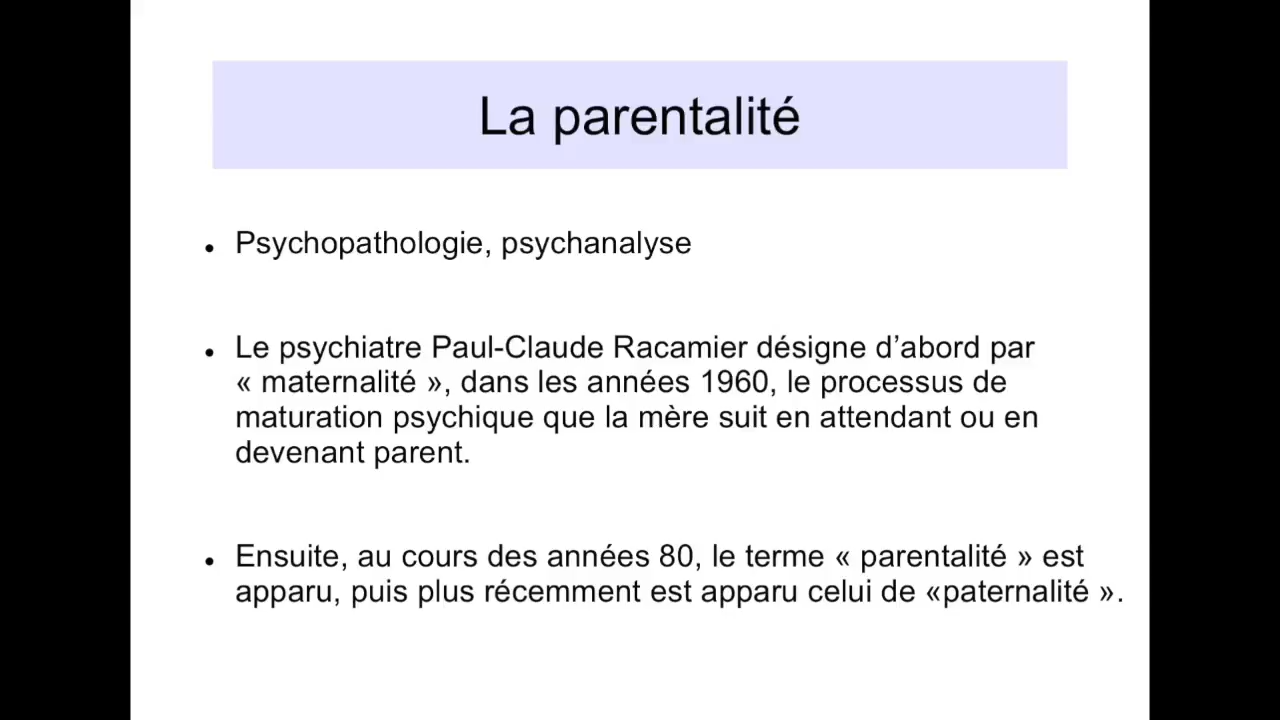 La parentalité
Psychopathologie, psychanalyse
Le psychiatre Paul-Claude Racamier désigne d’abord par
« maternalité », dans les années 1960, le processus de
maturation psychique que la mère suit en attendant ou en
devenant parent.
Ensuite, au cours des années 80, le terme « parentalité » est
apparu, puis plus récemment est apparu celui de «paternalité ».